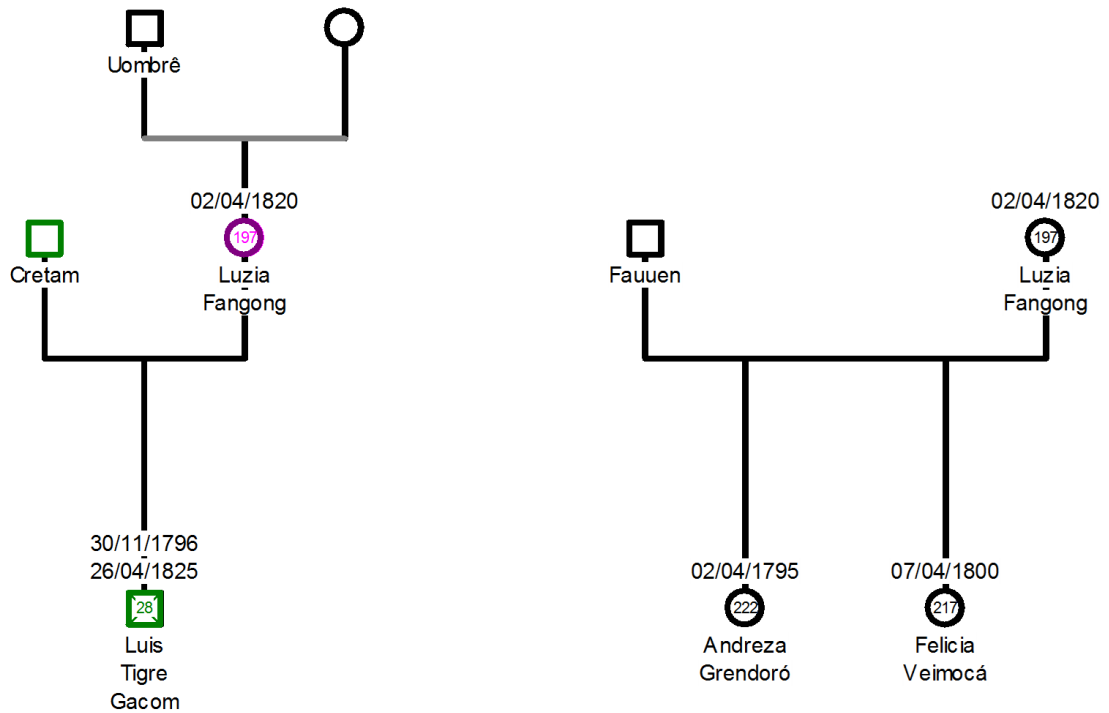 Uombrê
02/04/1820
197
Cretam
Luzia
Fangong
30/11/1796
26/04/1825
28
Luis
Tigre
Gacom
02/04/1820
197
Fauuen
Luzia
Fangong
02/04/1795
222
Andreza
Grendoró
07/04/1800
217
Felicia
Veimocá